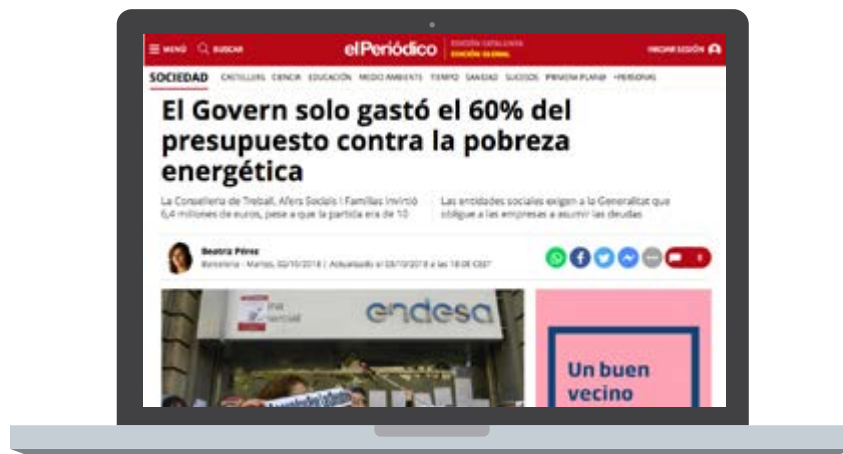 MENÚ BUSCAR
elPeriódico
EDICIÓN CATALUNYA
EDICIÓN GLOBAL
INICIAR SESIÓN
SOCIEDAD CASTELLERS CIENCIA EDUCACIÓN MEDIO AMBIENTE TIEMPO SANIDAD SUCESOS PRIMERA PLAN@ +PERSONAS
El Govern solo gastó el 60% del
presupuesto contra la pobreza
energética
La Conselleria de Treball, Afers Socials i Famílies invirtió
6,4 millones de euros, pese a que la partida era de 10
Las entidades sociales exigen a la Generalitat que
obligue a las empresas a asumir las deudas
Beatriz Pérez
Barcelona - Martes, 02/10/2018 | Actualizado el 03/10/2018 a las 18:08 CEST
endesa
Un buen
vecino